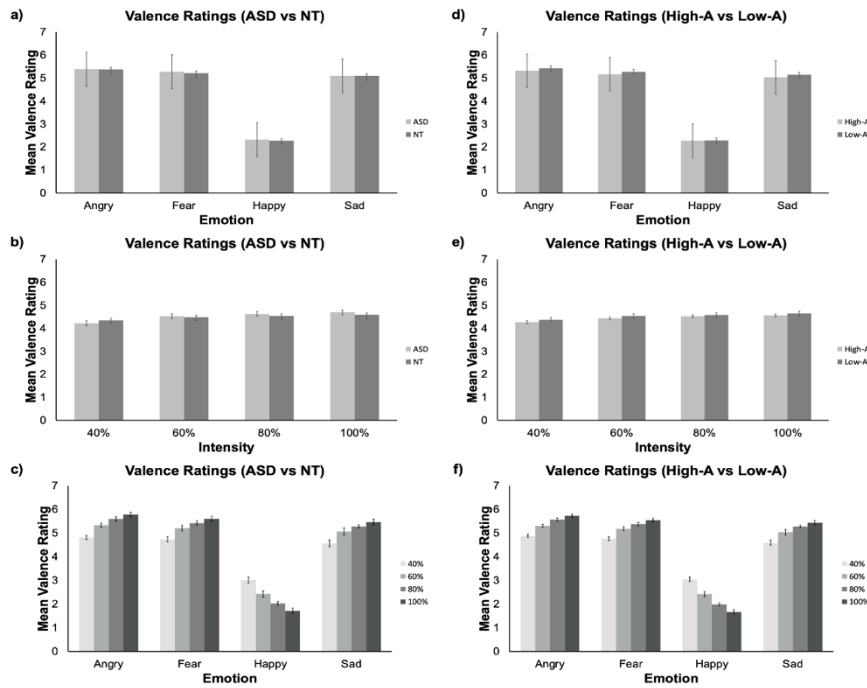 a) Valence Ratings (ASD vs NT)
Mean Valence Rating
7
6
5
4
3
2
1
0
Angry Fear Happy Sad
Emotion
ASD
NT
d) Valence Ratings (High-A vs Low-A)
Mean Valence Rating
7
6
5
4
3
2
1
0
Angry Fear Happy Sad
Emotion
High-A
Low-A
b) Valence Ratings (ASD vs NT)
Mean Valence Rating
7
6
5
4
3
2
1
0
40% 60% 80% 100%
Intensity
ASD
NT
e) Valence Ratings (High-A vs Low-A)
Mean Valence Rating
7
6
5
4
3
2
1
0
40% 60% 80% 100%
Intensity
High-A
Low-A
c) Valence Ratings (ASD vs NT)
Mean Valence Rating
7
6
5
4
3
2
1
0
Angry Fear Happy Sad
Emotion
40%
60%
80%
100%
f) Valence Ratings (High-A vs Low-A)
Mean Valence Rating
7
6
5
4
3
2
1
0
Angry Fear Happy Sad
Emotion
40%
60%
80%
100%